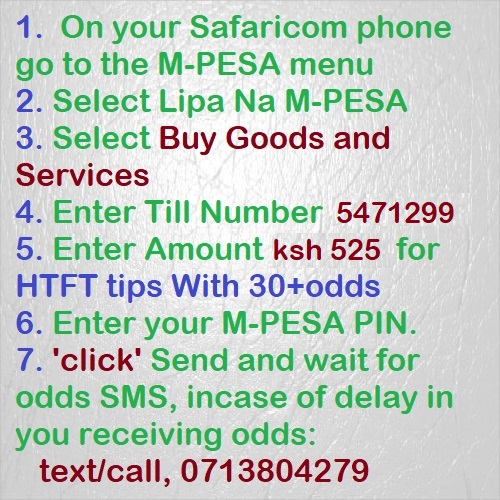 1.  On your Safaricom phone
go to the M-PESA menu
2. Select Lipa Na M-PESA
3. Select Buy Goods and
Services
4. Enter Till Number 5471299
5. Enter Amount ksh 525 for
HTFT tips With 30+odds
6. Enter your M-PESA PIN.
7. 'click' Send and wait for
odds SMS, incase of delay in
you receiving odds:
text/call, 0713804279